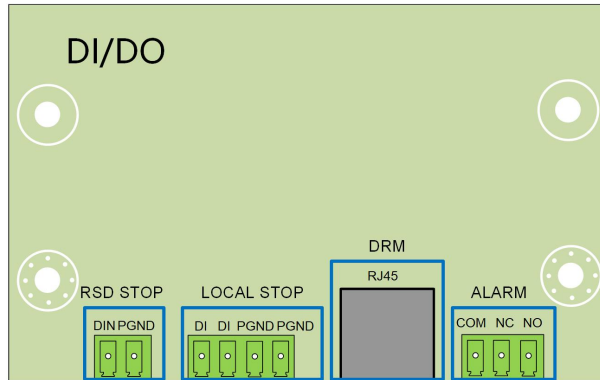 DI/DO
DRM
RJ45
RSD STOP
LOCAL STOP
ALARM
DIN PGND
DI DI PGND PGND
COM NC NO